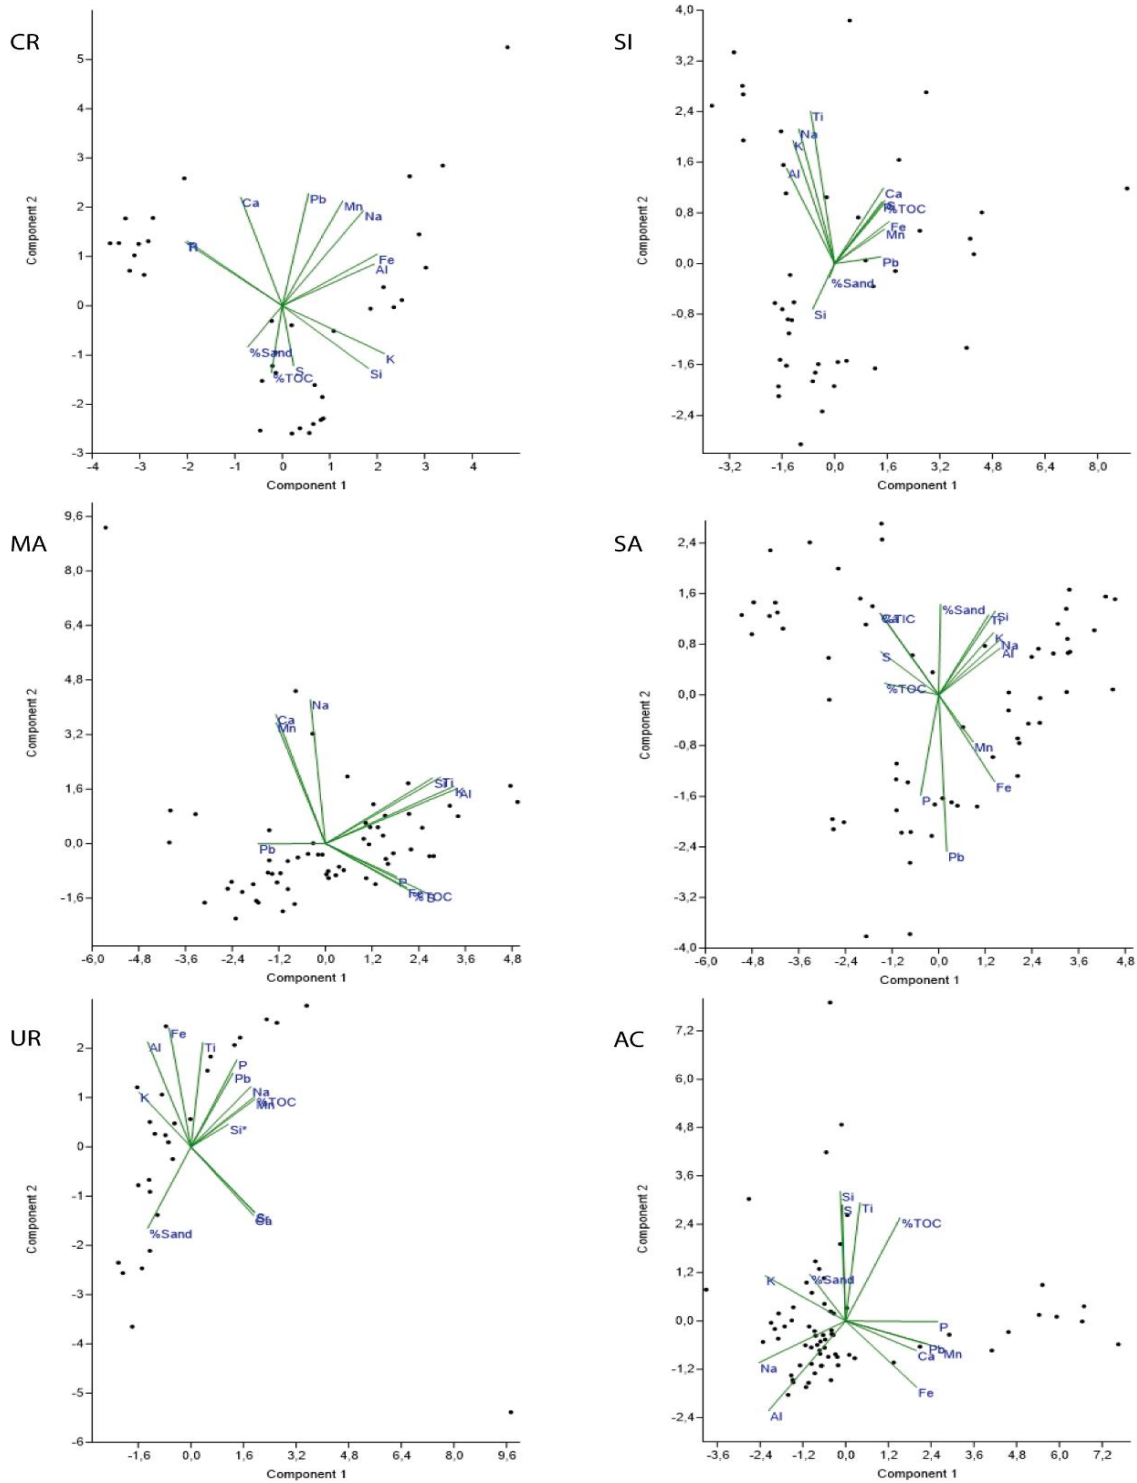 CR
5
4
3
2
1
0
-1
-2
-3
-4 -3 -2 -1 0 1 2 3 4
Component 1
Component 2
Ca
Pb
Mn
Na
Fe
Al
K
Si
S
%TOC
%Sand
SI
4,0
3,2
2,4
1,6
0,8
0,0
-0,8
-1,6
-2,4
-3,2 -1,6 0,0 1,6 3,2 4,8 6,4 8,0
Component 1
Component 2
Ti
Na
K
Al
Ca
%TOC
Fe
Mn
Pb
%Sand
Si
MA
9,6
8,0
6,4
4,8
3,2
1,6
0,0
-1,6
-6,0 -4,8 -3,6 -2,4 -1,2 0,0 1,2 2,4 3,6 4,8
Component 1
Component 2
Na
Ca
Mn
Si
Ti
K
Al
Pb
P
Fe
%TOC
S
SA
2,4
1,6
0,8
0,0
-0,8
-1,6
-2,4
-3,2
-4,0
-6,0 -4,8 -3,6 -2,4 -1,2 0,0 1,2 2,4 3,6 4,8
Component 1
Component 2
%TIC
%Sand
Si
Ti
K
Na
Al
S
%TOC
Mn
Fe
P
Pb
UR
2
1
0
-1
-2
-3
-4
-5
-6
-1,6 0,0 1,6 3,2 4,8 6,4 8,0 9,6
Component 1
Component 2
Fe
Al
Ti
P
Pb
K
Na
%TOC
Mn
Si*
%Sand
AC
7,2
6,0
4,8
3,6
2,4
1,2
0,0
-1,2
-2,4
-3,6 -2,4 -1,2 0,0 1,2 2,4 3,6 4,8 6,0 7,2
Component 1
Component 2
Si
S
Ti
%TOC
K
%Sand
P
Pb
Mn
Ca
Na
Fe
Al